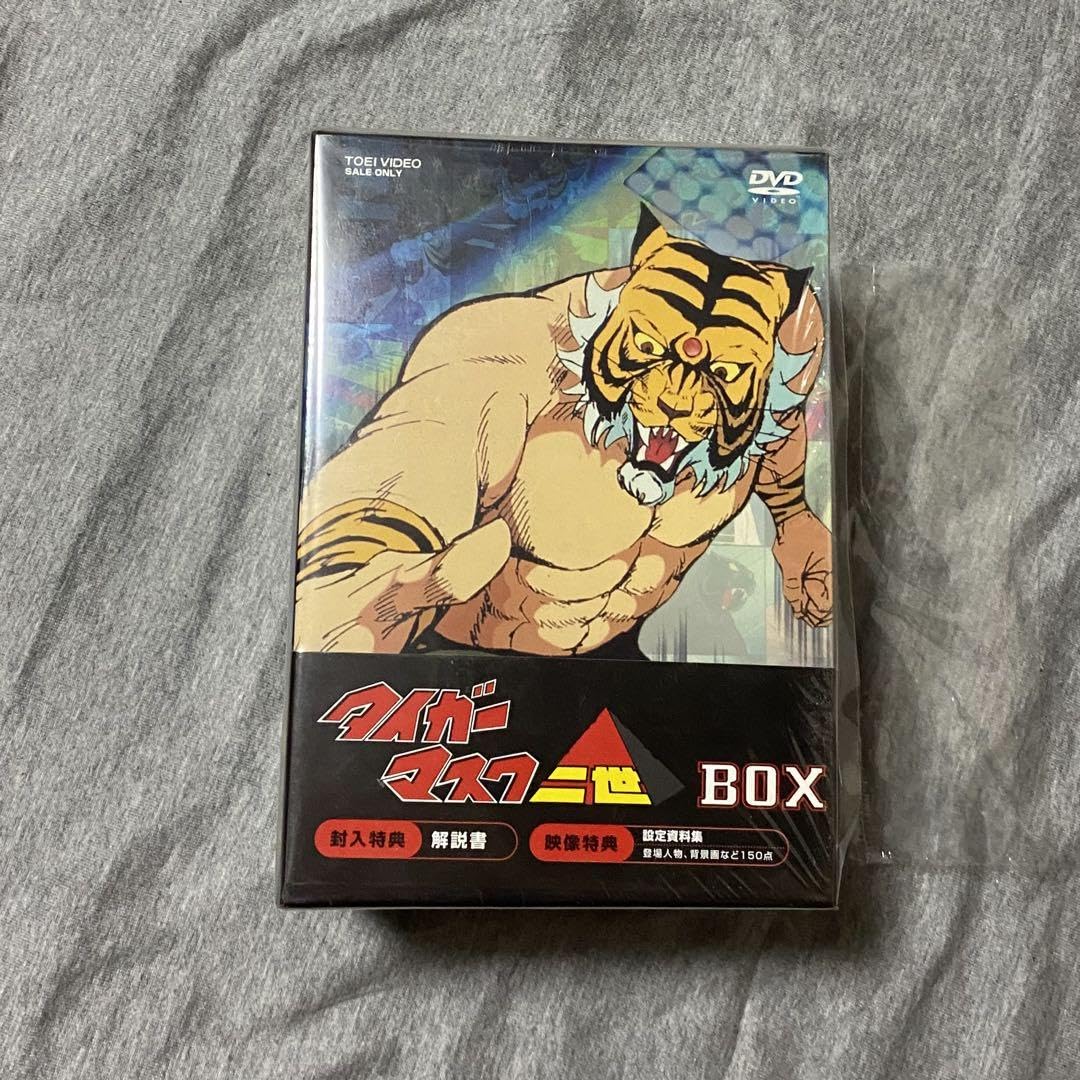 TOEI VIDEO
SALE ONLY
DVD
VIDEO
タイガー
マスク二世
BOX
封入特典 解説書
映像特典 設定資料集
登場人物、背景画など150点